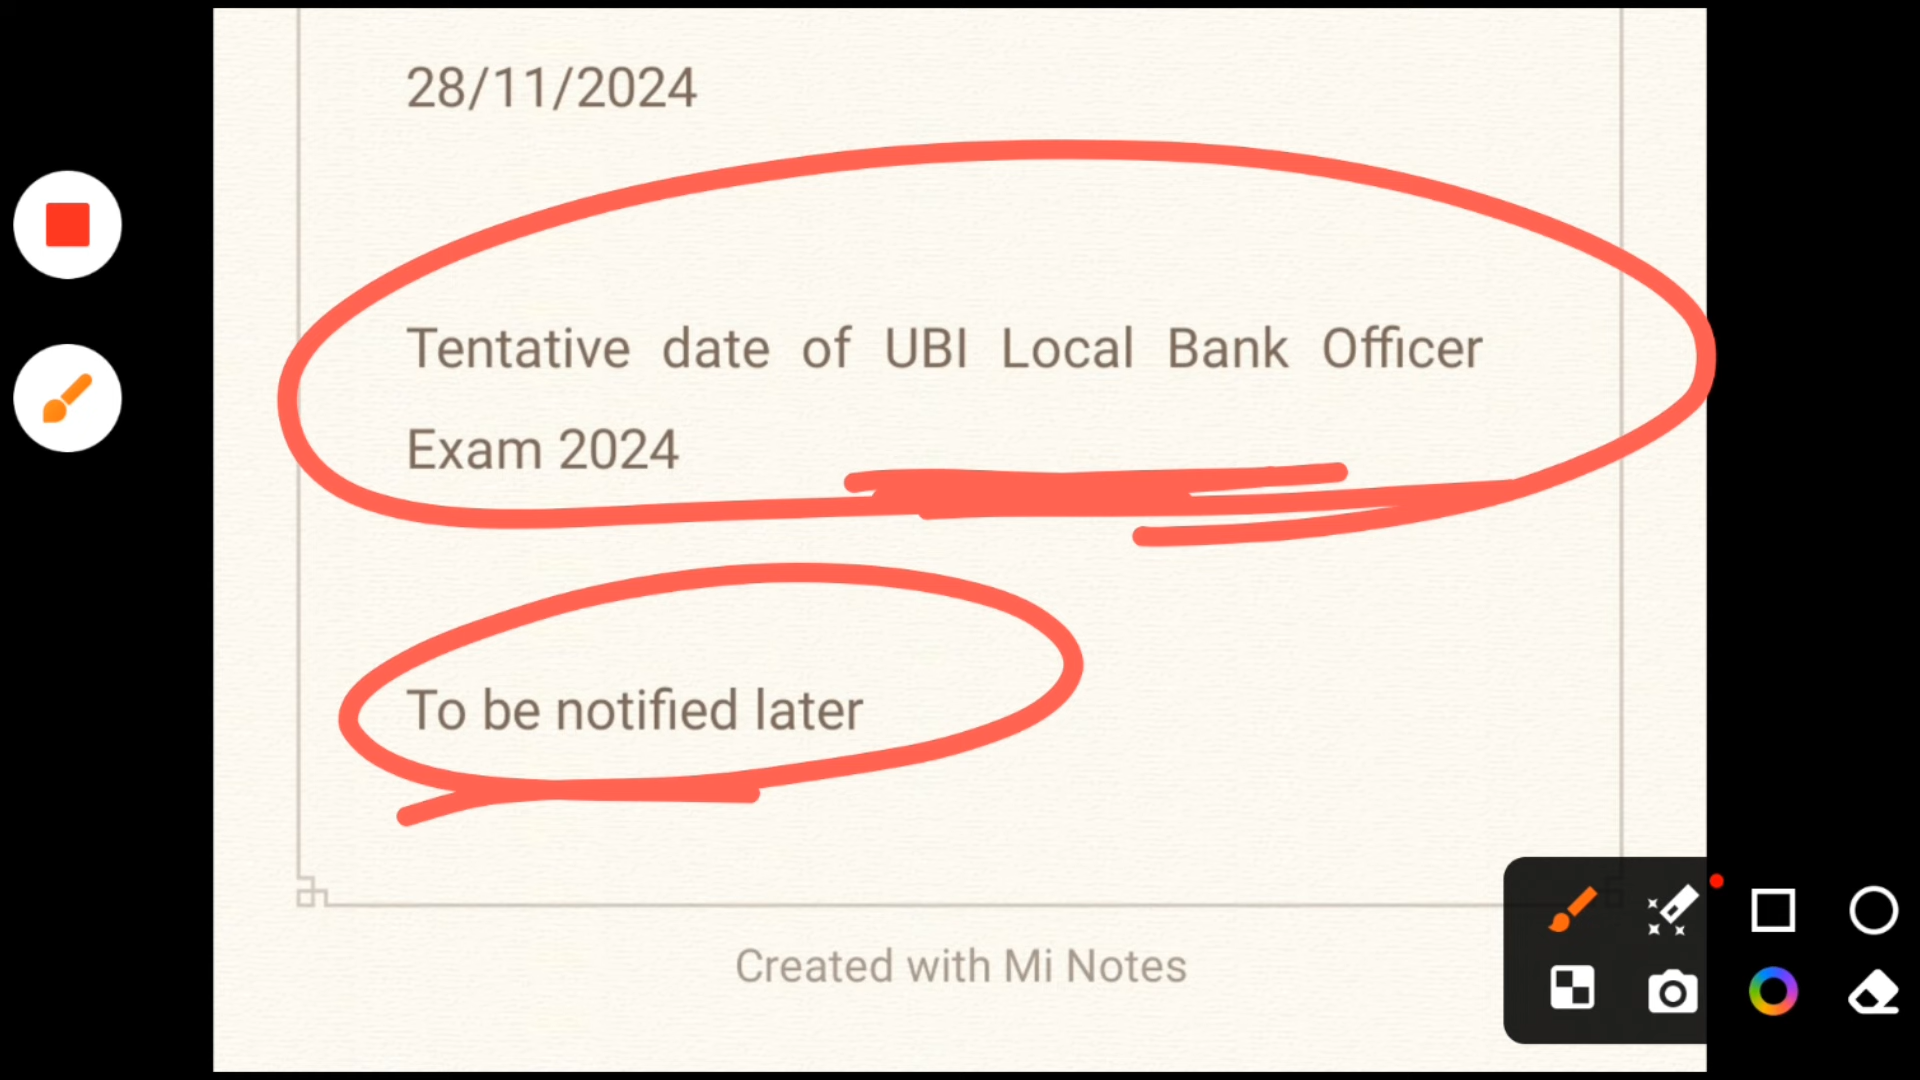 28/11/2024
Tentative date of UBI Local Bank Officer
Exam 2024
To be notified later
Created with Mi Notes